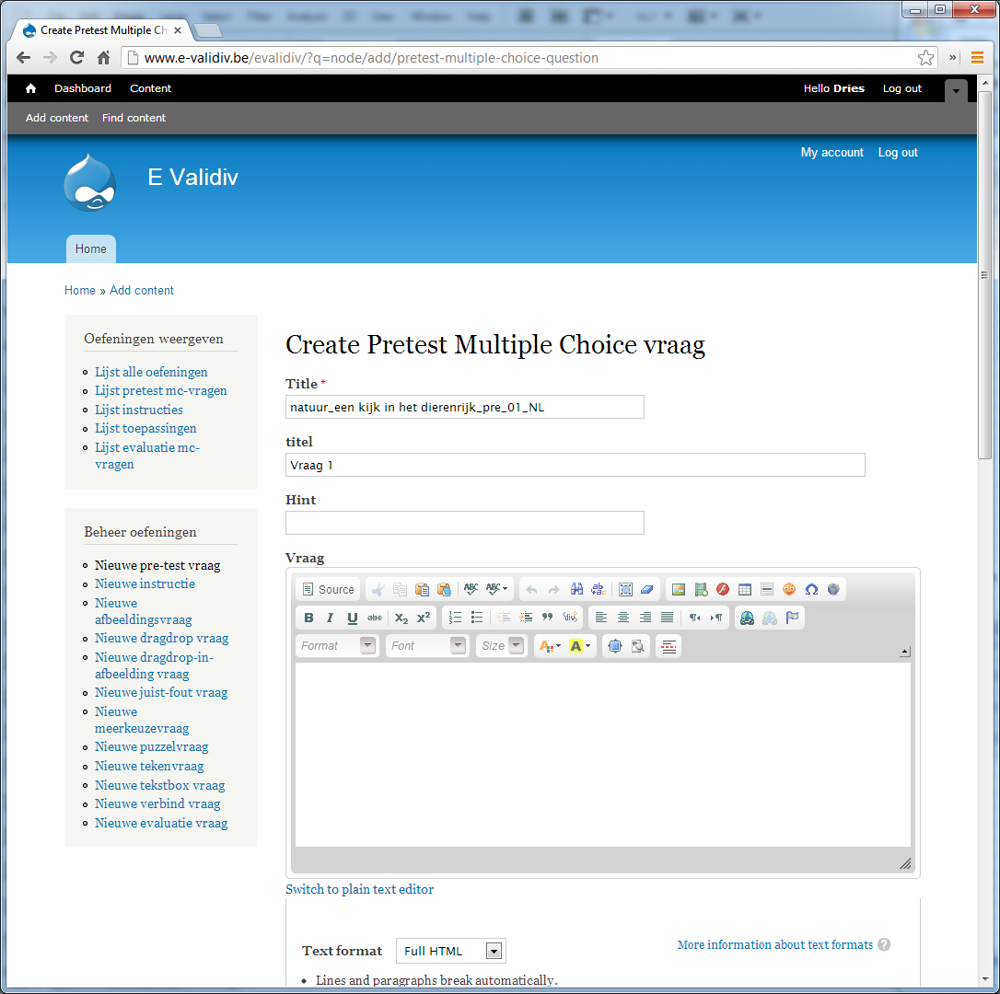 Create Pretest Multiple Ch
www.e-validiv.be/evalidiv/?q=node/add/pretest-multiple-choice-question
Dashboard Content Hello Dries Log out
Add content Find content
My account Log out
E Validiv
Home
Home » Add content
Oefeningen weergeven
Lijst alle oefeningen
Lijst pretest mc-vragen
Lijst instructies
Lijst toepassingen
Lijst evaluatie mc-
vragen
Beheer oefeningen
Nieuwe pre-test vraag
Nieuwe instructie
Nieuwe
afbeeldingsvraag
Nieuwe dragdrop vraag
Nieuwe dragdrop-in-
afbeelding vraag
Nieuwe juist-fout vraag
Nieuwe
meerkeuzevraag
Nieuwe puzzelvraag
Nieuwe tekenvraag
Nieuwe tekstbox vraag
Nieuwe verbind vraag
Nieuwe evaluatie vraag
Create Pretest Multiple Choice vraag
Title *
natuur_een kijk in het dierenrijk_pre_01_NL
titel
Vraag 1
Hint
Vraag
Source
Format Font Size
Switch to plain text editor
Text format Full HTML More information about text formats
Lines and paragraphs break automatically.